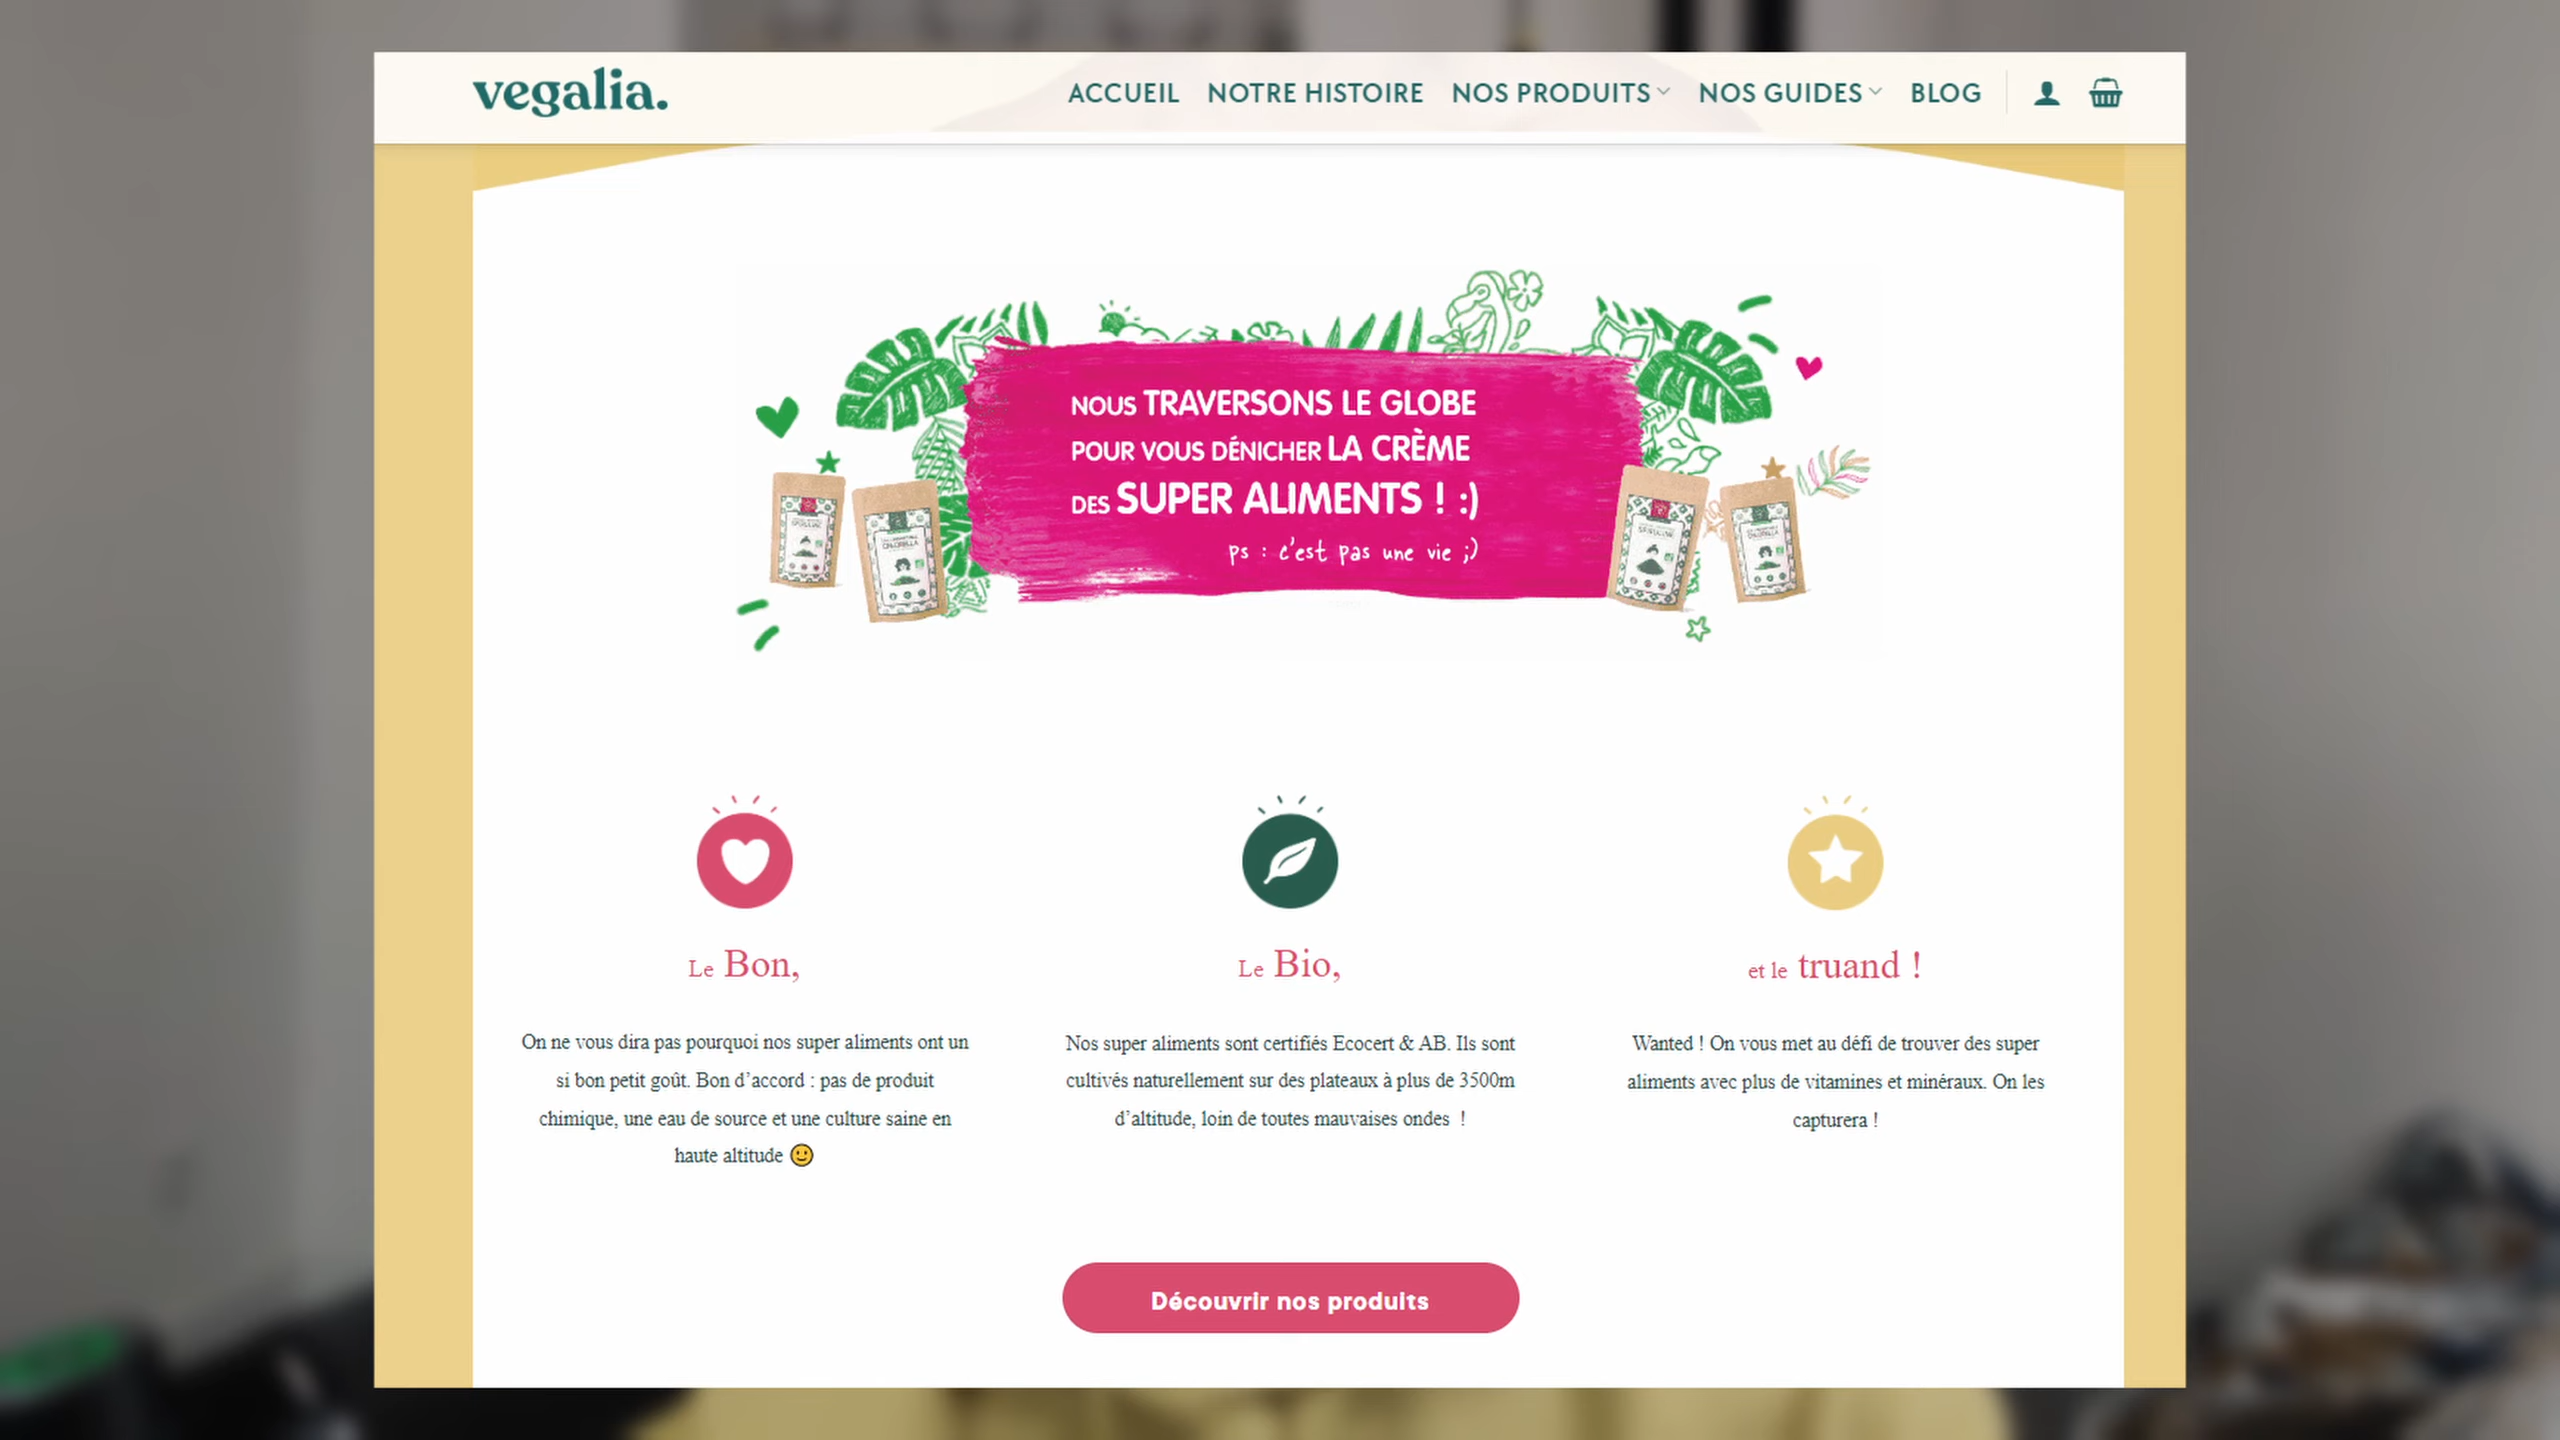 vegalia.
ACCUEIL NOTRE HISTOIRE NOS PRODUITS NOS GUIDES BLOG
NOUS TRAVERSONS LE GLOBE
POUR VOUS DÉNICHER LA CRÈME
DES SUPER ALIMENTS ! :)
ps : c'est pas une vie ;)
SPIRULINE
CHLORELLA
SPIRULINE
CHLORELLA
Le Bon,
On ne vous dira pas pourquoi nos super aliments ont un
si bon petit goût. Bon d’accord : pas de produit
chimique, une eau de source et une culture saine en
haute altitude 🙂
Le Bio,
Nos super aliments sont certifiés Ecocert & AB. Ils sont
cultivés naturellement sur des plateaux à plus de 3500m
d’altitude, loin de toutes mauvaises ondes !
et le truand !
Wanted ! On vous met au défi de trouver des super
aliments avec plus de vitamines et minéraux. On les
capturera !
Découvrir nos produits